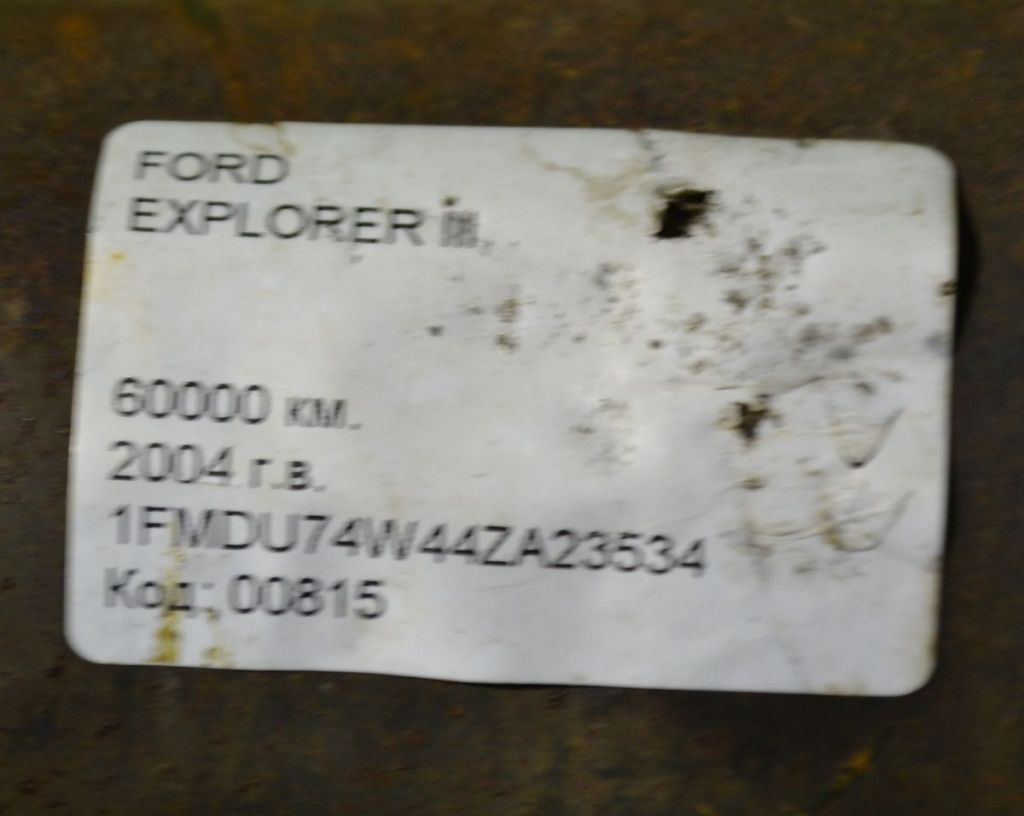 FORD
EXPLORER III,
60000 км.
2004 г.в.
1FMDU74W44ZA23534
Код: 00815